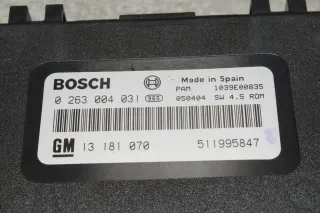 BOSCH Made in Spain
PAM 1039E00835
0 263 004 031 969 050404 SW 4.5 ROM
GM 13 181 070 511995847